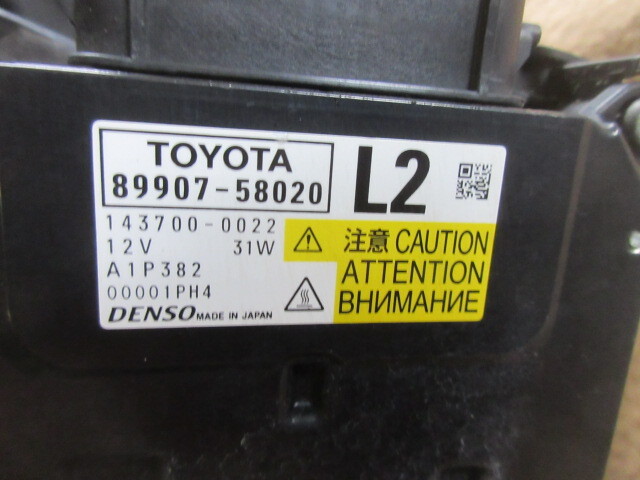 TOYOTA
89907-58020
L2
143700-0022
12V 31W
A1P382
00001PH4
DENSO MADE IN JAPAN
注意 CAUTION
ATTENTION
ВНИМАНИЕ